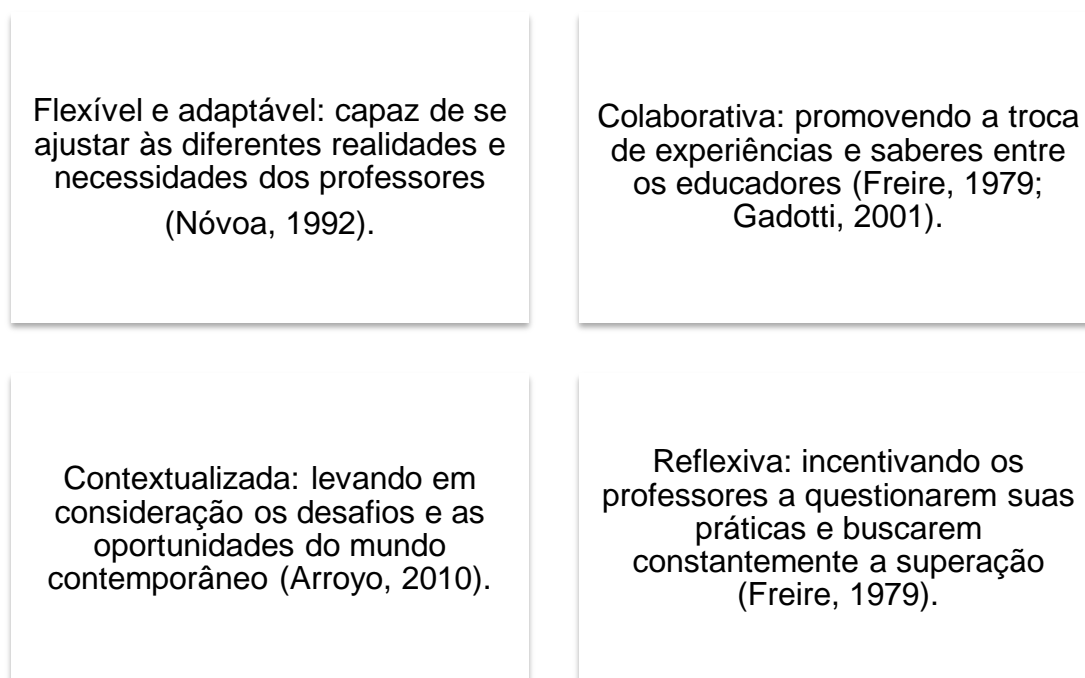 Flexível e adaptável: capaz de se
ajustar às diferentes realidades e
necessidades dos professores
(Nóvoa, 1992).
Colaborativa: promovendo a troca
de experiências e saberes entre
os educadores (Freire, 1979;
Gadotti, 2001).
Contextualizada: levando em
consideração os desafios e as
oportunidades do mundo
contemporâneo (Arroyo, 2010).
Reflexiva: incentivando os
professores a questionarem suas
práticas e buscarem
constantemente a superação
(Freire, 1979).